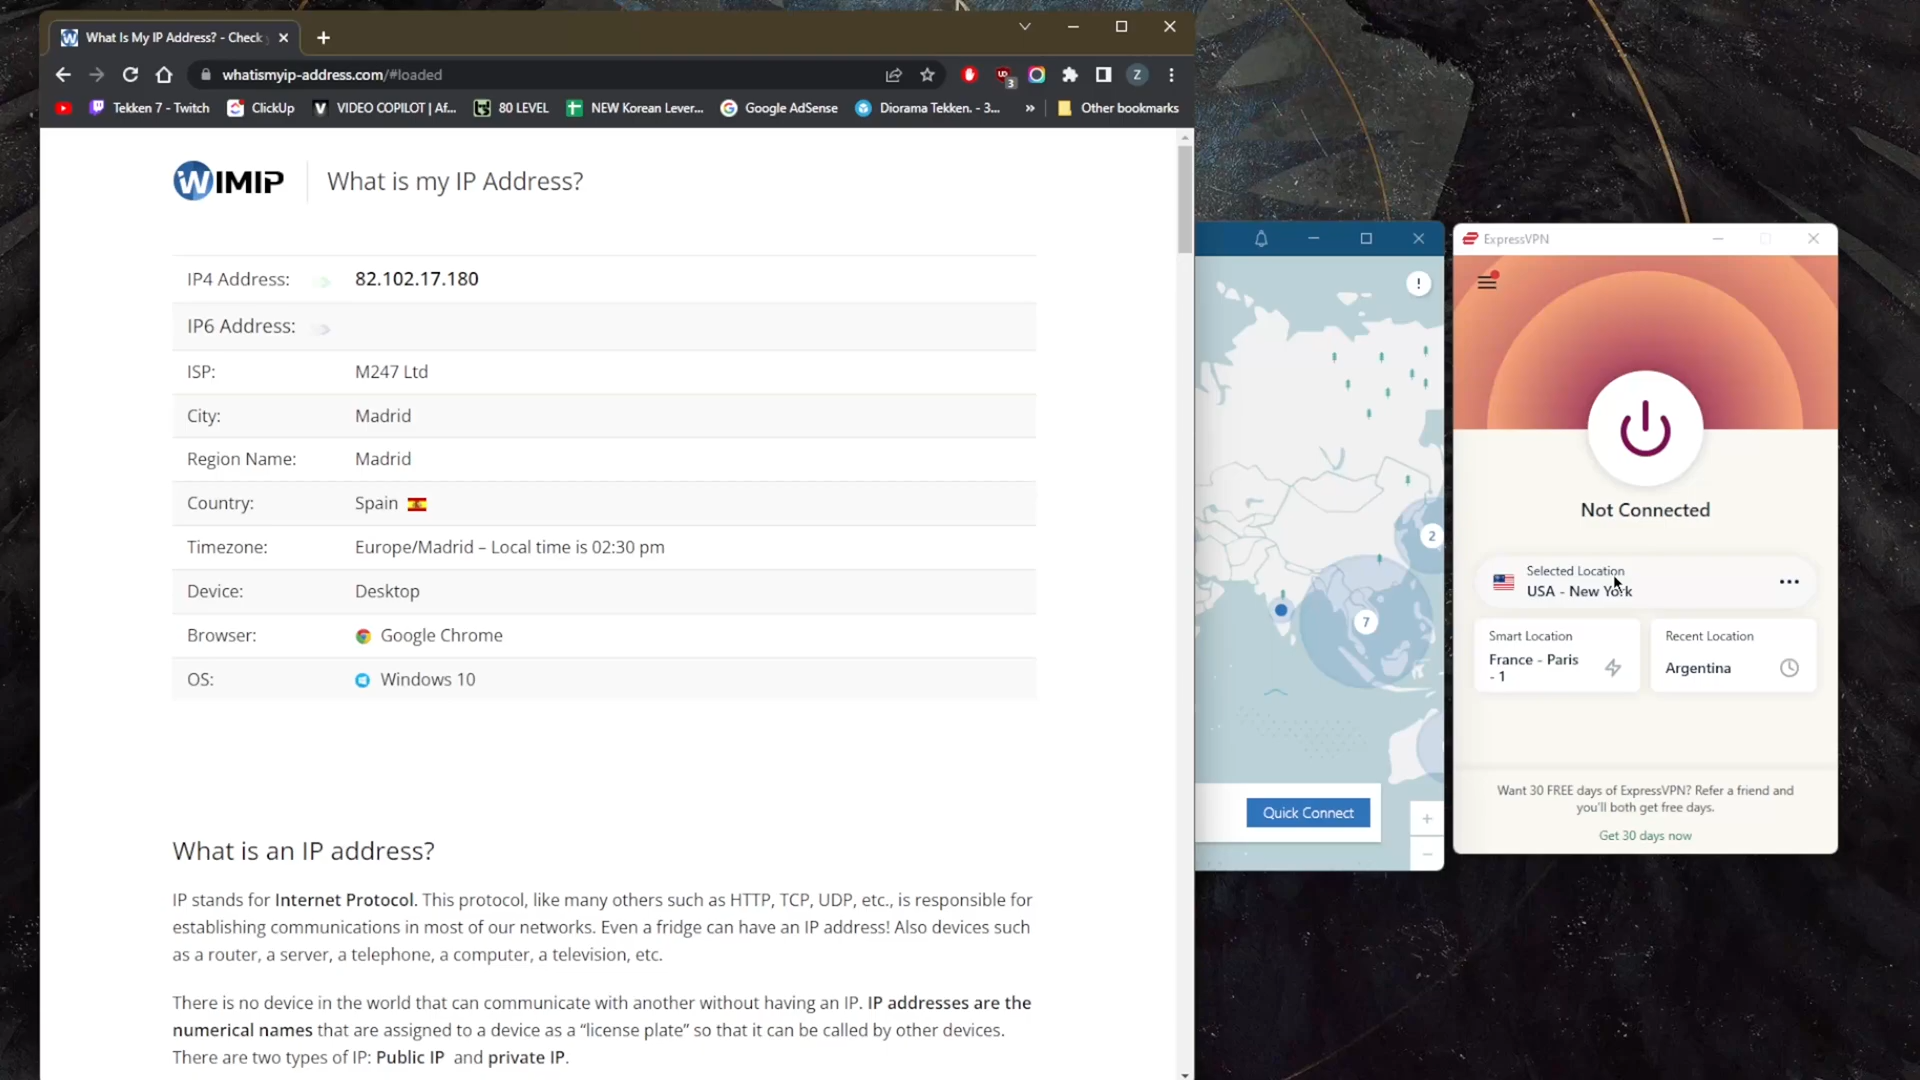 What Is My IP Address? - Check
whatismyip-address.com/#loaded
3
Z
Tekken 7 - Twitch
ClickUp
VIDEO COPILOT | Af...
80 LEVEL
NEW Korean Lever...
Google AdSense
Diorama Tekken. - 3...
»
Other bookmarks
WIMIP
What is my IP Address?
IP4 Address: 82.102.17.180
IP6 Address:
ISP: M247 Ltd
City: Madrid
Region Name: Madrid
Country: Spain
Timezone: Europe/Madrid – Local time is 02:30 pm
Device: Desktop
Browser: Google Chrome
OS: Windows 10
What is an IP address?
IP stands for Internet Protocol. This protocol, like many others such as HTTP, TCP, UDP, etc., is responsible for
establishing communications in most of our networks. Even a fridge can have an IP address! Also devices such
as a router, a server, a telephone, a computer, a television, etc.
There is no device in the world that can communicate with another without having an IP. IP addresses are the
numerical names that are assigned to a device as a “license plate” so that it can be called by other devices.
There are two types of IP: Public IP and private IP.
!
2
7
Quick Connect
+
−
ExpressVPN
Not Connected
Selected Location
USA - New York
Smart Location
France - Paris
- 1
Recent Location
Argentina
Want 30 FREE days of ExpressVPN? Refer a friend and
you'll both get free days.
Get 30 days now